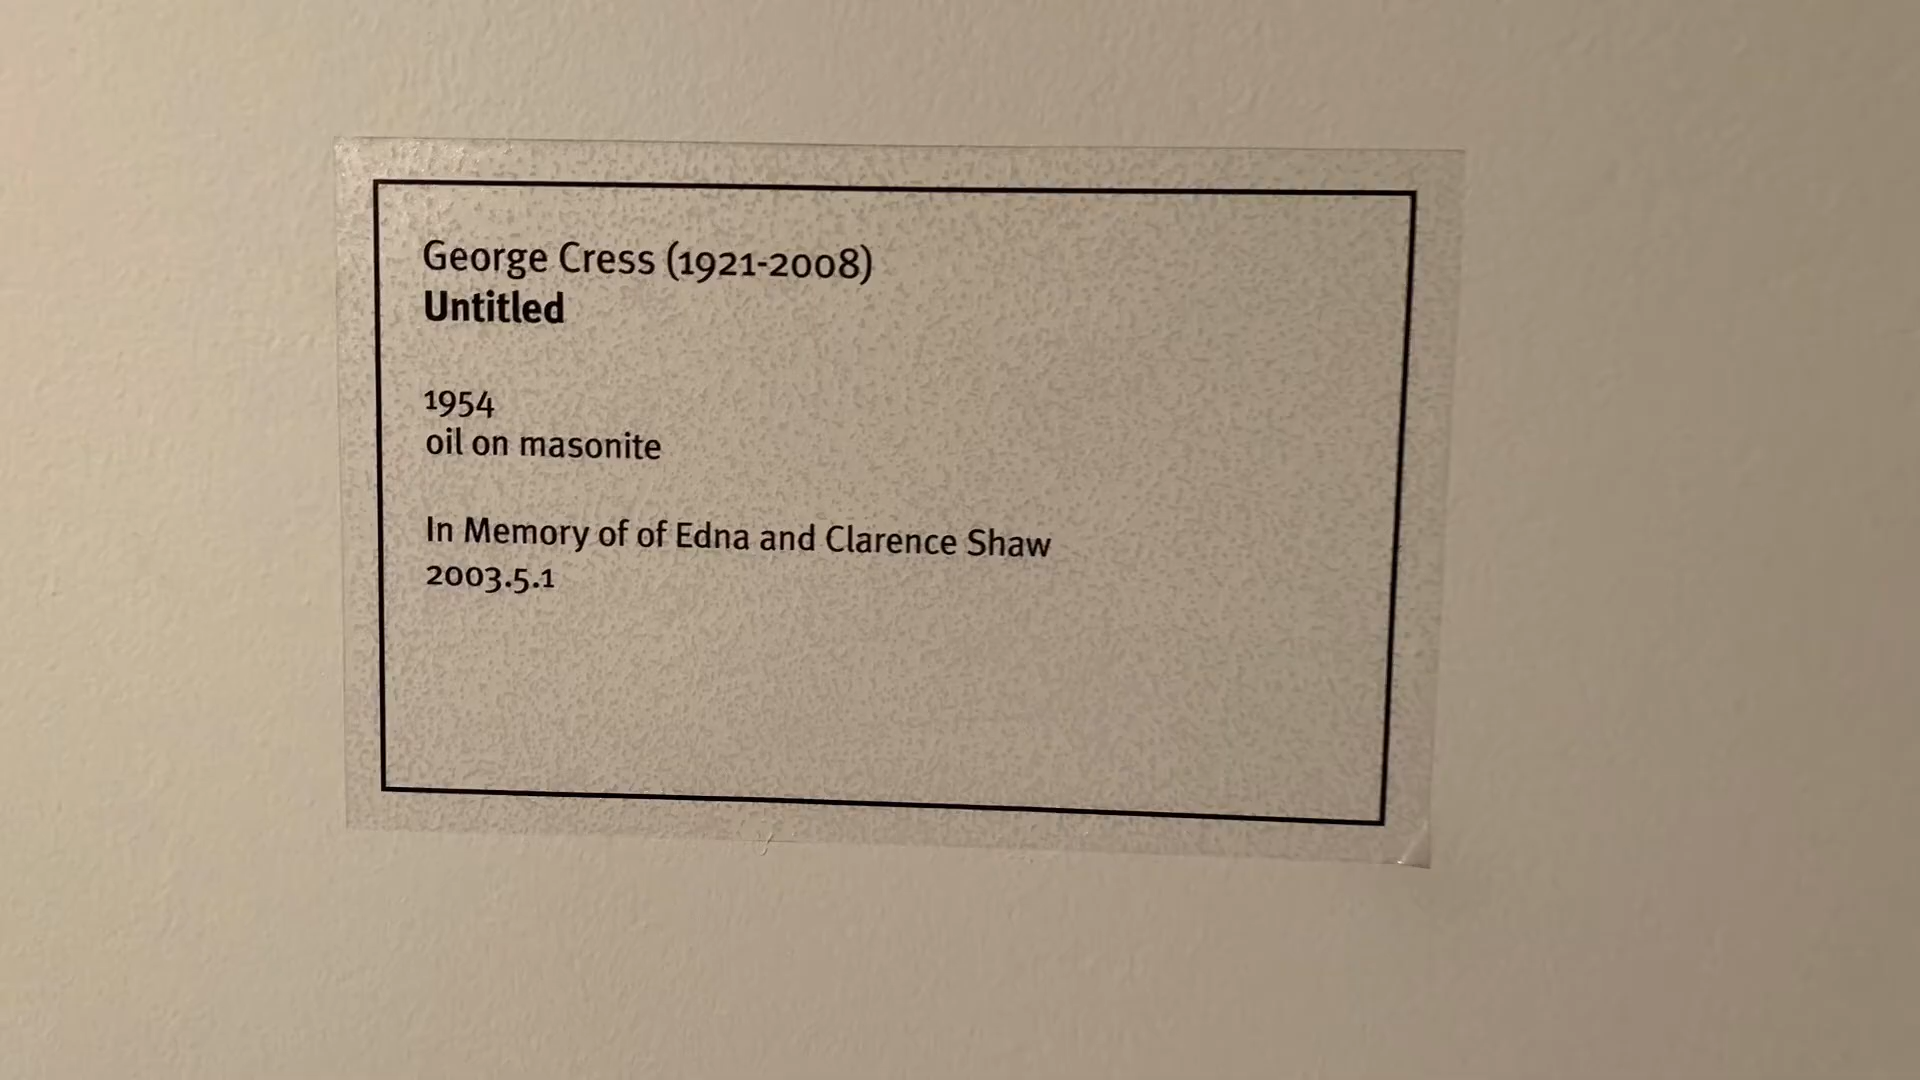 George Cress (1921-2008)
Untitled
1954
oil on masonite
In Memory of of Edna and Clarence Shaw
2003.5.1